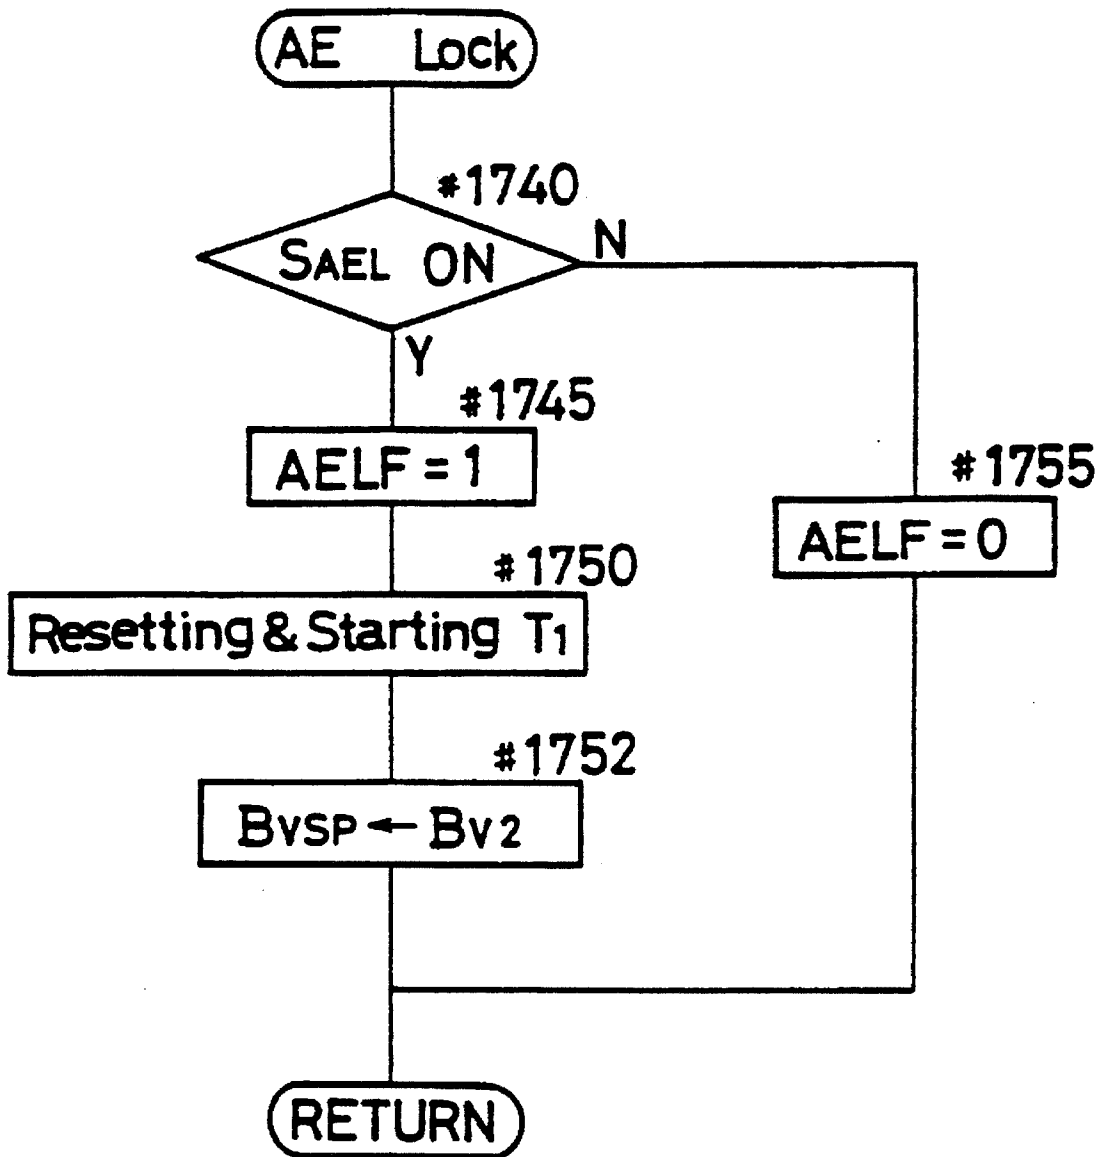 AE Lock
#1740
SAEL ON
N
Y
#1745
AELF = 1
#1755
AELF = 0
#1750
Resetting & Starting T1
#1752
BVSP ← BV2
RETURN